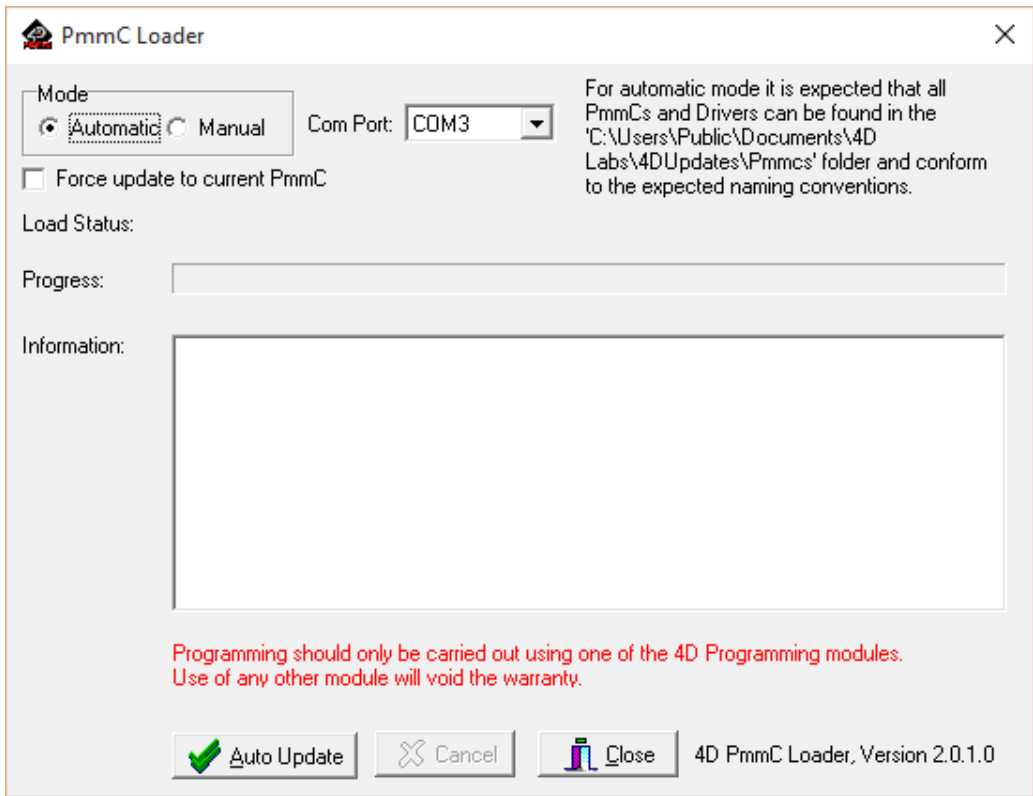 PmmC Loader
Mode
Automatic
Manual
Com Port:
COM3
For automatic mode it is expected that all
PmmCs and Drivers can be found in the
'C:\Users\Public\Documents\4D
Labs\4DUpdates\Pmmcs' folder and conform
to the expected naming conventions.
Force update to current PmmC
Load Status:
Progress:
Information:
Programming should only be carried out using one of the 4D Programming modules.
Use of any other module will void the warranty.
Auto Update
Cancel
Close
4D PmmC Loader, Version 2.0.1.0